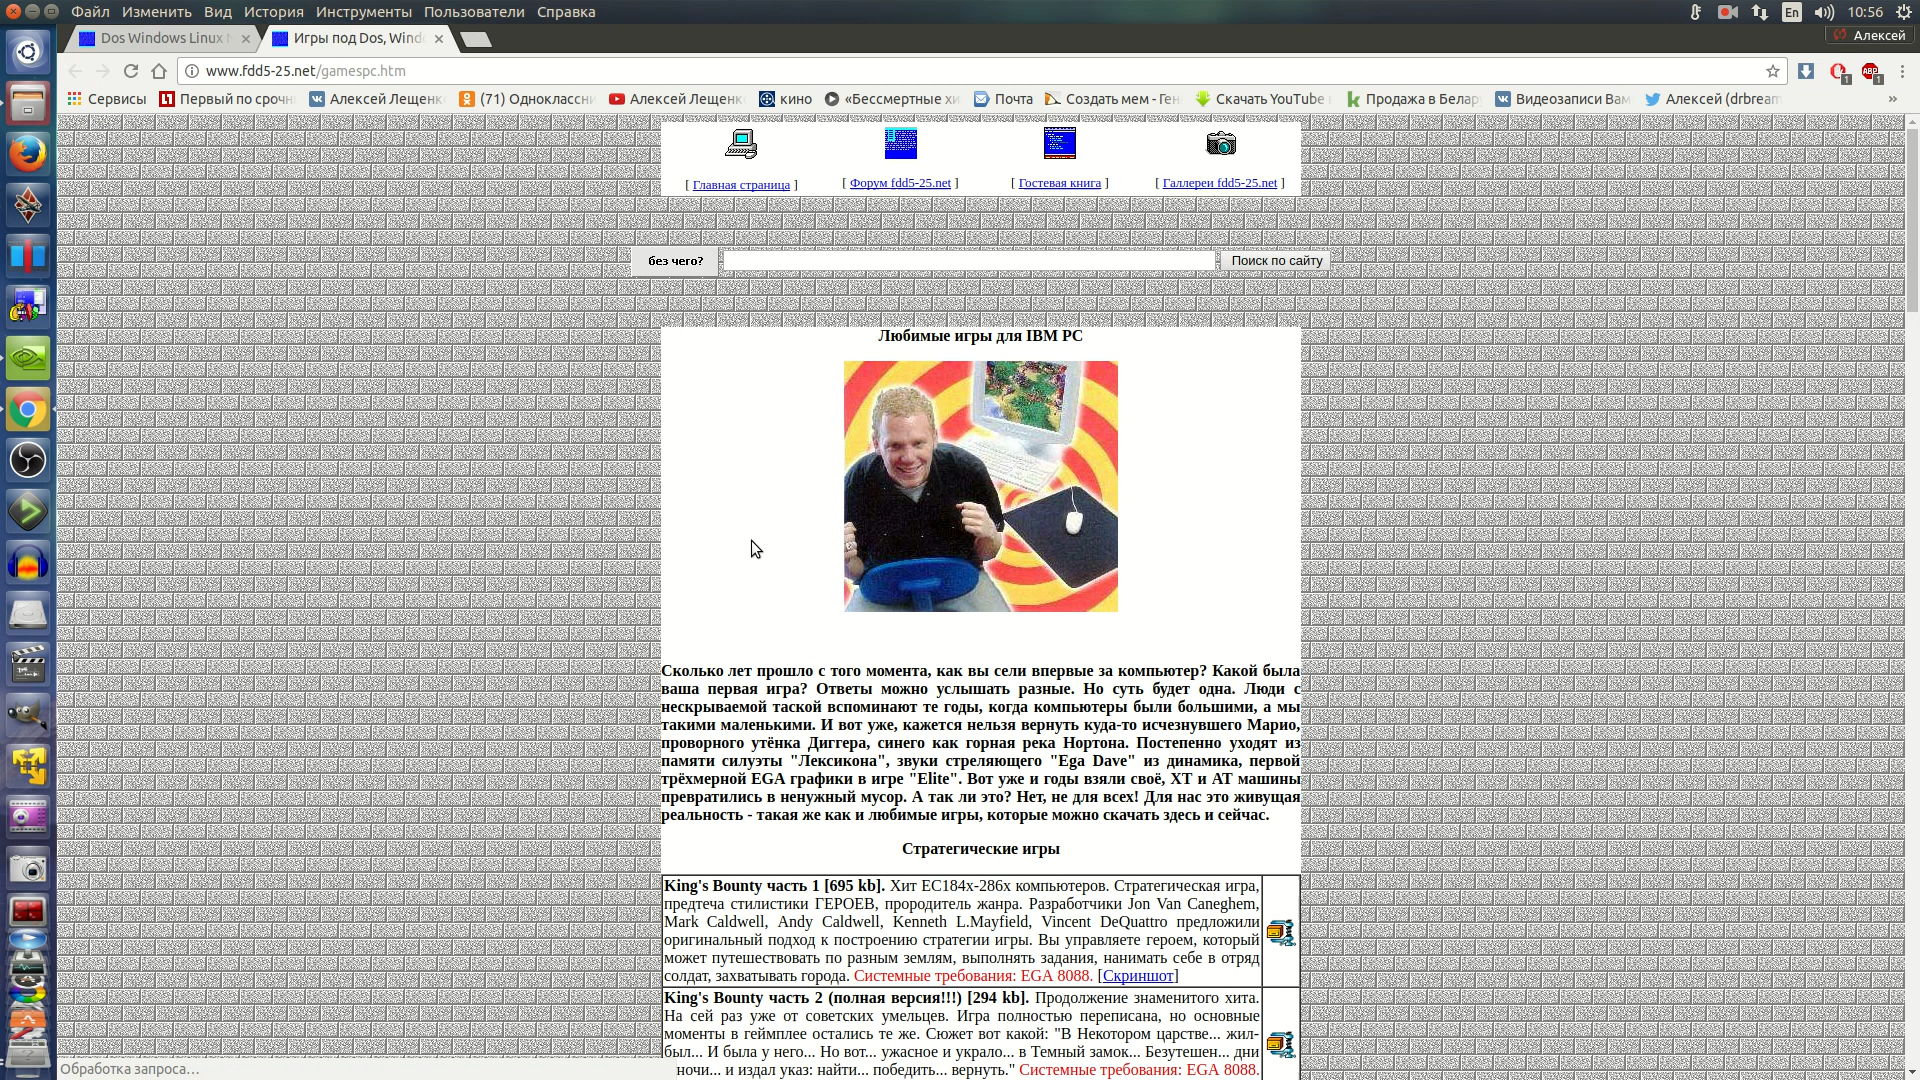 Файл Изменить Вид История Инструменты Пользователи Справка
En 10:56
Dos Windows Linux
Игры под Dos, Wind
Алексей
www.fdd5-25.net/gamespc.htm
Сервисы Первый по срочн Алексей Лещенк (71) Одноклассни Алексей Лещенк кино «Бессмертные хи Почта Создать мем - Ген Скачать YouTube Продажа в Белар Видеозаписи Вам Алексей (drbream
[ Главная страница ] [ Форум fdd5-25.net ] [ Гостевая книга ] [ Галлереи fdd5-25.net ]
без чего? Поиск по сайту
Любимые игры для IBM PC
Сколько лет прошло с того момента, как вы сели впервые за компьютер? Какой была
ваша первая игра? Ответы можно услышать разные. Но суть будет одна. Люди с
нескрываемой таской вспоминают те годы, когда компьютеры были большими, а мы
такими маленькими. И вот уже, кажется нельзя вернуть куда-то исчезнувшего Марио,
проворного утёнка Диггера, синего как горная река Нортона. Постепенно уходят из
памяти силуэты "Лексикона", звуки стреляющего "Ega Dave" из динамика, первой
трёхмерной EGA графики в игре "Elite". Вот уже и годы взяли своё, XT и AT машины
превратились в ненужный мусор. А так ли это? Нет, не для всех! Для нас это живущая
реальность - такая же как и любимые игры, которые можно скачать здесь и сейчас.
Стратегические игры
King's Bounty часть 1 [695 kb]. Хит ЕС184х-286х компьютеров. Стратегическая игра,
предтеча стилистики ГЕРОЕВ, прородитель жанра. Разработчики Jon Van Caneghem,
Mark Caldwell, Andy Caldwell, Kenneth L.Mayfield, Vincent DeQuattro предложили
оригинальный подход к построению стратегии игры. Вы управляете героем, который
может путешествовать по разным землям, выполнять задания, нанимать себе в отряд
солдат, захватывать города. Системные требования: EGA 8088. [Скриншот]
King's Bounty часть 2 (полная версия!!!) [294 kb]. Продолжение знаменитого хита.
На сей раз уже от советских умельцев. Игра полностью переписана, но основные
моменты в геймплее остались те же. Сюжет вот какой: "В Некотором царстве... жил-
был... И была у него... Но вот... ужасное и украло... в Темный замок... Безутешен... дни
ночи... и издал указ: найти... победить... вернуть." Системные требования: EGA 8088.
Обработка запроса…